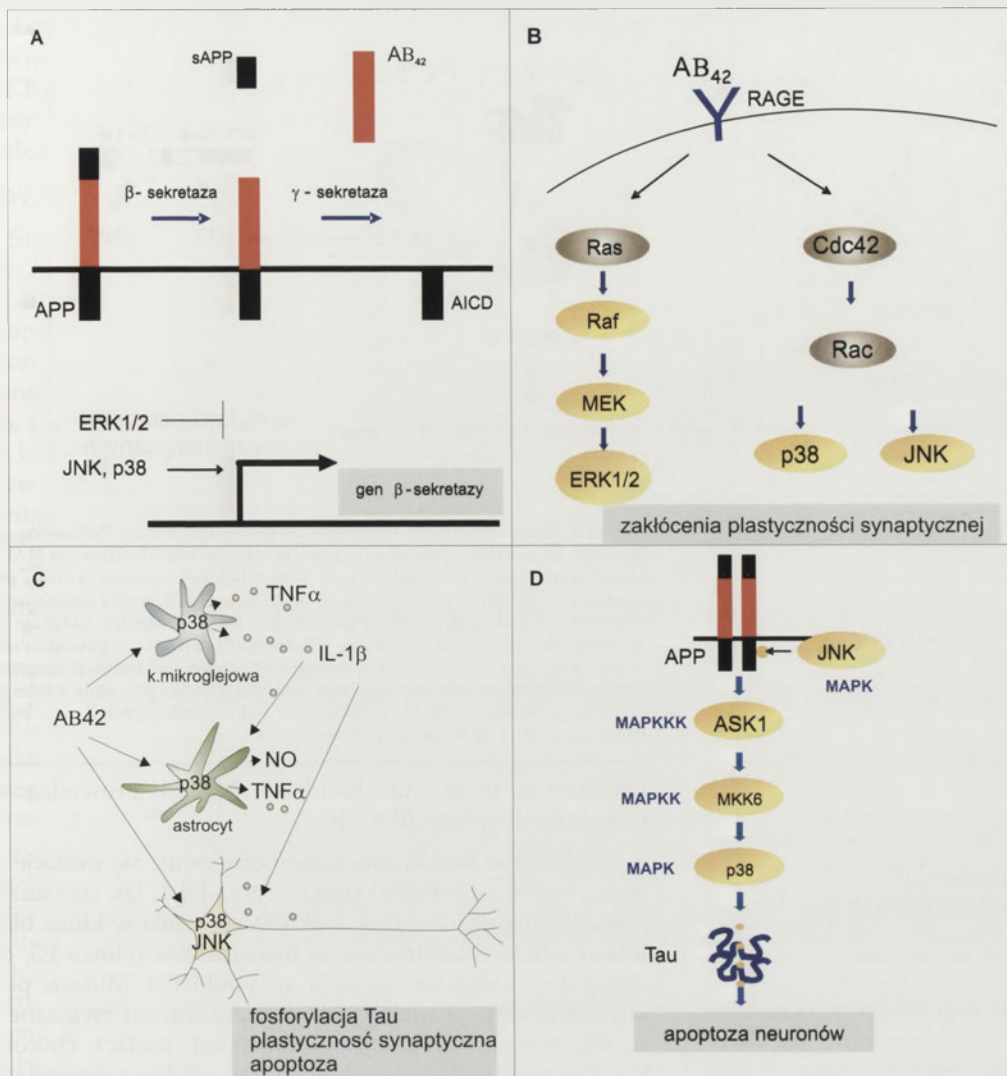 A
sAPP
AB42
β- sekretaza
γ - sekretaza
APP
AICD
ERK1/2
JNK, p38
gen β-sekretazy
B
AB42
RAGE
Ras
Cdc42
Raf
Rac
MEK
ERK1/2
p38
JNK
zakłócenia plastyczności synaptycznej
C
p38
TNFα
k.mikroglejowa
IL-1β
AB42
p38
NO
TNFα
astrocyt
p38
JNK
fosforylacja Tau
plastycznosć synaptyczna
apoptoza
D
APP
JNK
MAPK
MAPKKK
ASK1
MAPKK
MKK6
MAPK
p38
Tau
apoptoza neuronów